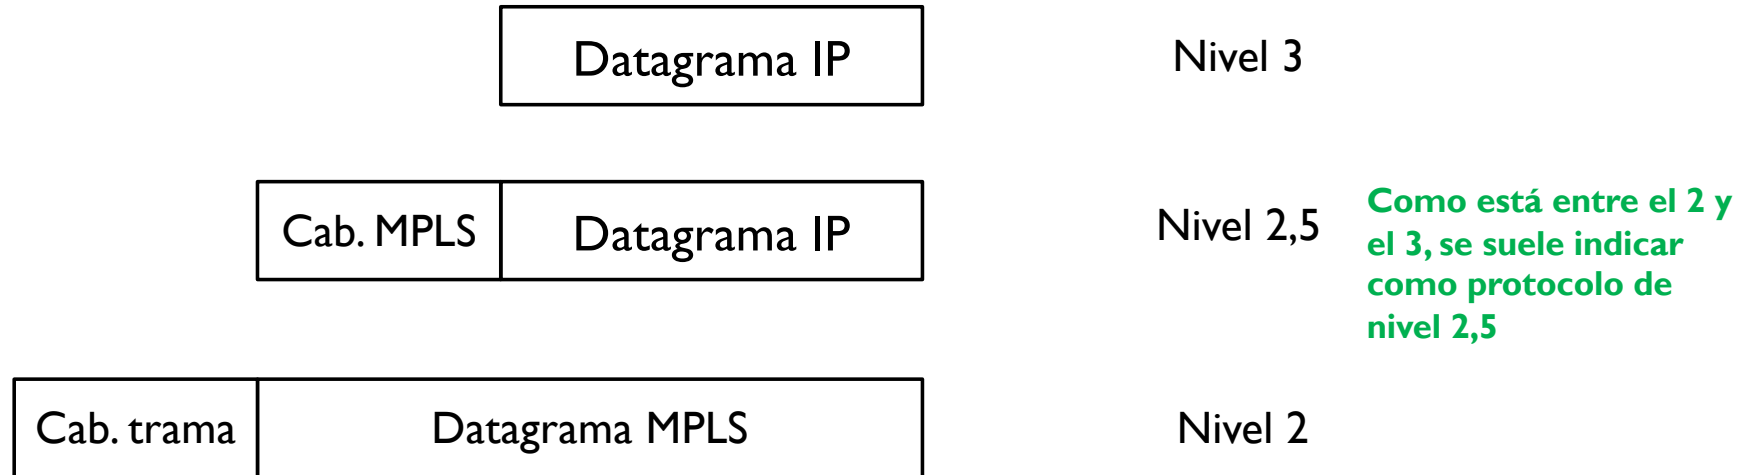 Datagrama IP
Nivel 3
Cab. MPLS
Datagrama IP
Nivel 2,5
Como está entre el 2 y
el 3, se suele indicar
como protocolo de
nivel 2,5
Cab. trama
Datagrama MPLS
Nivel 2